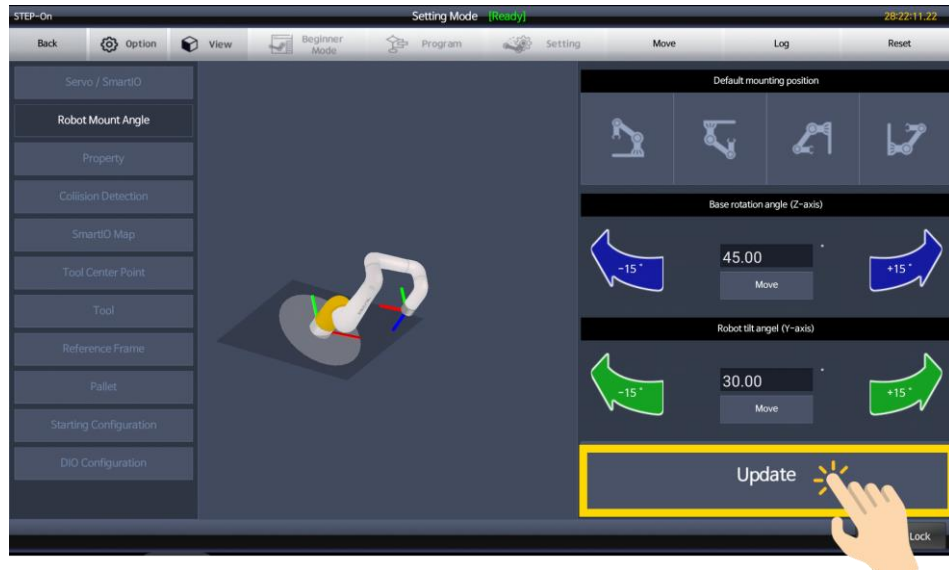 STEP-On
Setting Mode [Ready]
28:22:11.22
Back
Option
View
Beginner
Mode
Program
Setting
Move
Log
Reset
Servo / SmartIO
Robot Mount Angle
Property
Collision Detection
SmartIO Map
Tool Center Point
Tool
Reference Frame
Pallet
Starting Configuration
DIO Configuration
Default mounting position
Base rotation angle (Z-axis)
-15˚
45.00 ˚
Move
+15˚
Robot tilt angel (Y-axis)
-15˚
30.00 ˚
Move
+15˚
Update
Lock